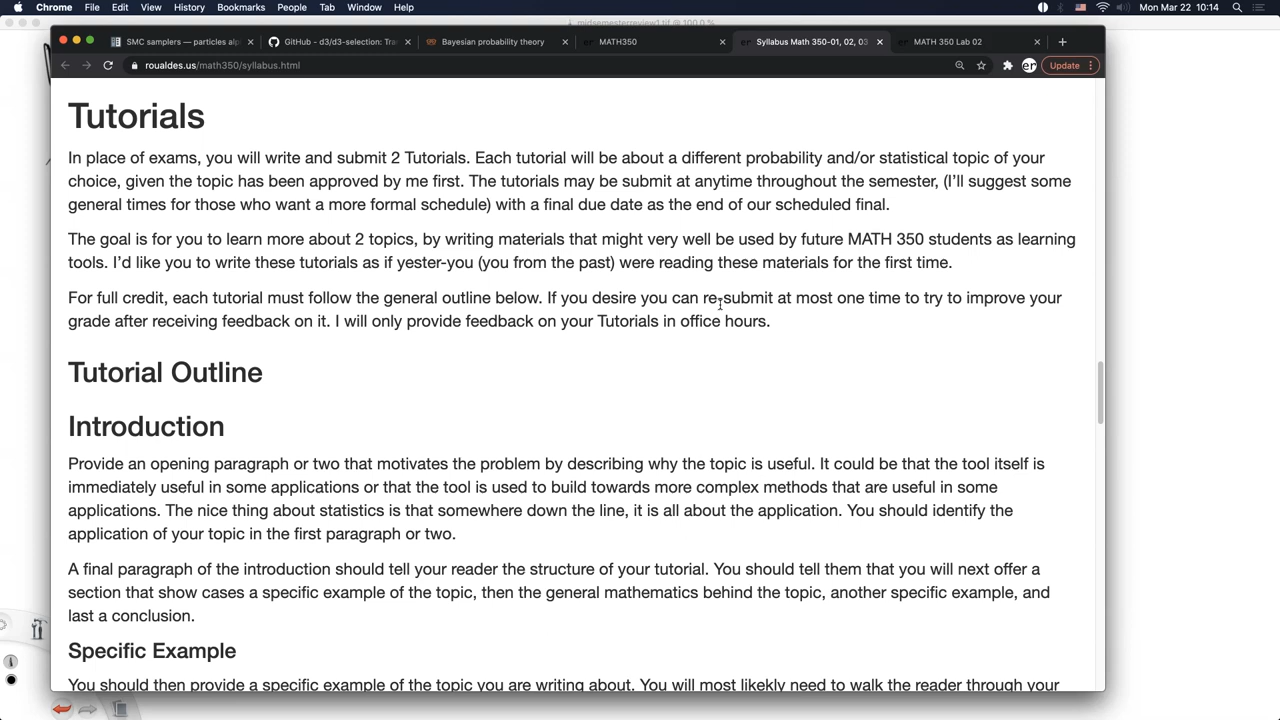 Chrome File Edit View History Bookmarks People Tab Window Help Mon Mar 22 10:14
midsemesterreview1.tif @ 100.0 %
SMC samplers — particles alp GitHub - d3/d3-selection: Tra Bayesian probability theory MATH350 Syllabus Math 350-01, 02, 03 MATH 350 Lab 02
roualdes.us/math350/syllabus.html er Update
Tutorials
In place of exams, you will write and submit 2 Tutorials. Each tutorial will be about a different probability and/or statistical topic of your
choice, given the topic has been approved by me first. The tutorials may be submit at anytime throughout the semester, (I'll suggest some
general times for those who want a more formal schedule) with a final due date as the end of our scheduled final.
The goal is for you to learn more about 2 topics, by writing materials that might very well be used by future MATH 350 students as learning
tools. I'd like you to write these tutorials as if yester-you (you from the past) were reading these materials for the first time.
For full credit, each tutorial must follow the general outline below. If you desire you can re-submit at most one time to try to improve your
grade after receiving feedback on it. I will only provide feedback on your Tutorials in office hours.
Tutorial Outline
Introduction
Provide an opening paragraph or two that motivates the problem by describing why the topic is useful. It could be that the tool itself is
immediately useful in some applications or that the tool is used to build towards more complex methods that are useful in some
applications. The nice thing about statistics is that somewhere down the line, it is all about the application. You should identify the
application of your topic in the first paragraph or two.
A final paragraph of the introduction should tell your reader the structure of your tutorial. You should tell them that you will next offer a
section that show cases a specific example of the topic, then the general mathematics behind the topic, another specific example, and
last a conclusion.
Specific Example
You should then provide a specific example of the topic you are writing about. You will most likekly need to walk the reader through your